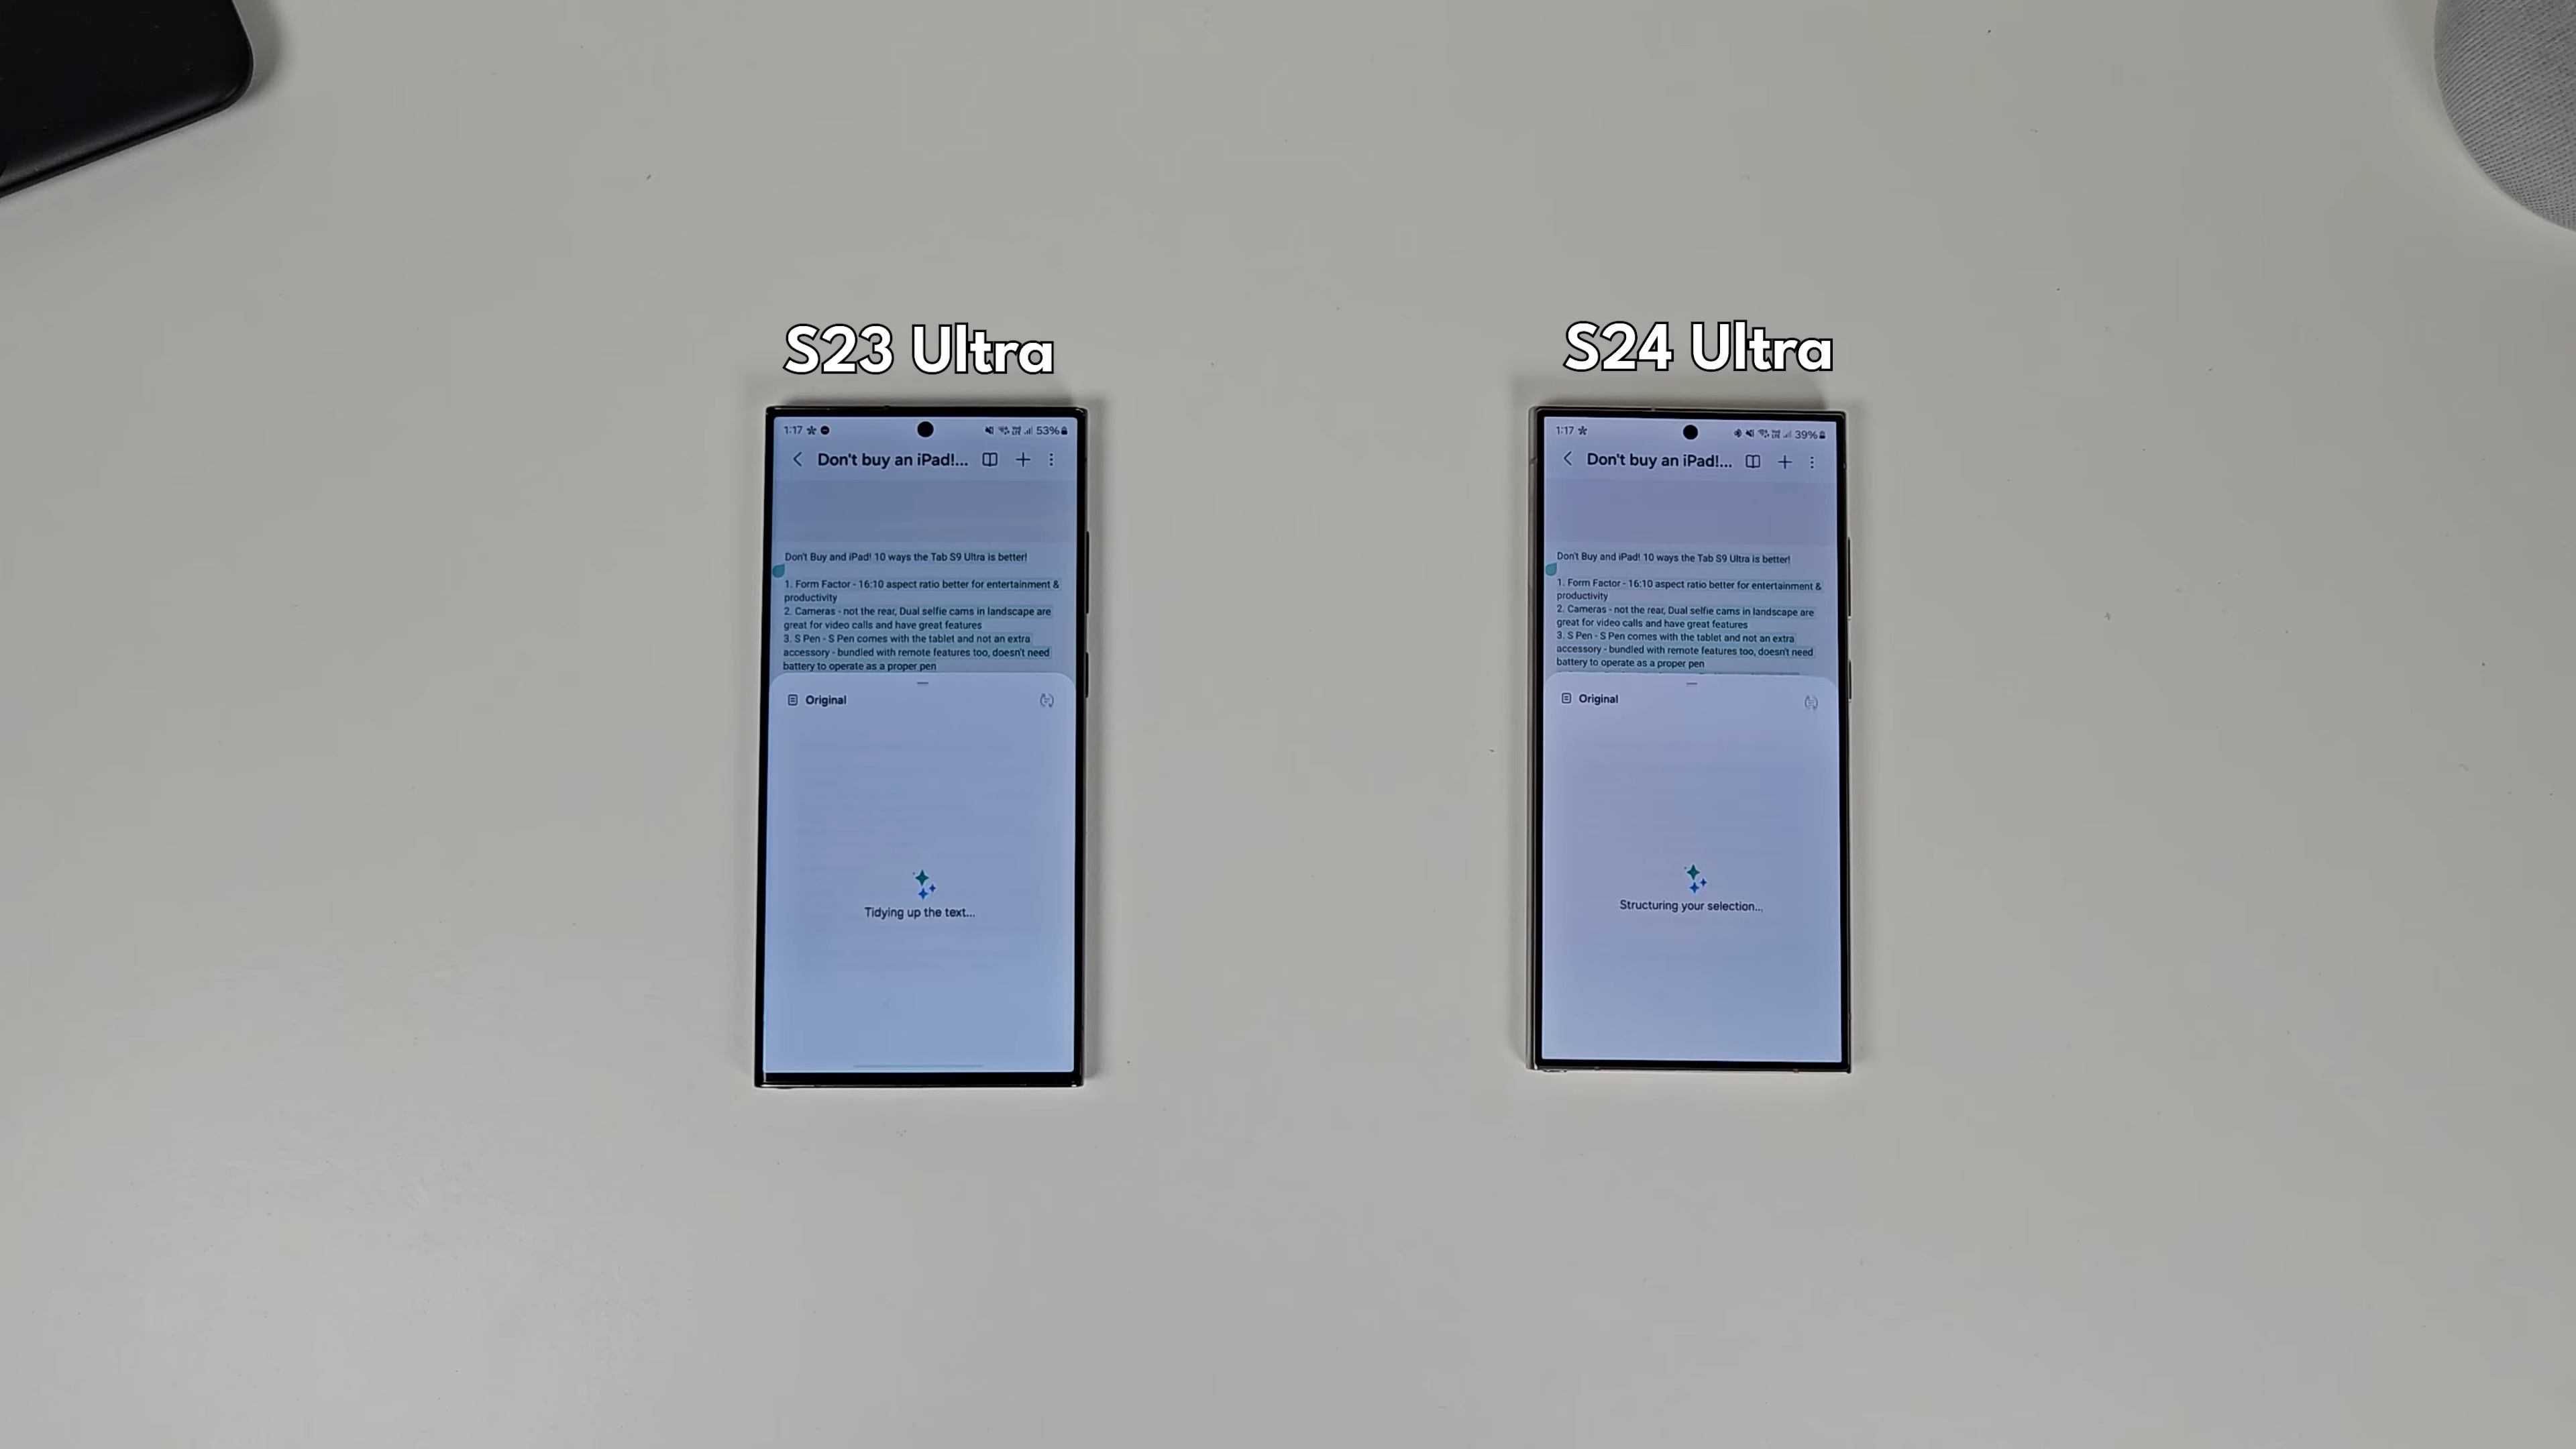 S23 Ultra
1:17
53%
Don't buy an iPad!...
Don't Buy and iPad! 10 ways the Tab S9 Ultra is better!
1. Form Factor - 16:10 aspect ratio better for entertainment &
productivity
2. Cameras - not the rear, Dual selfie cams in landscape are
great for video calls and have great features
3. S Pen - S Pen comes with the tablet and not an extra
accessory - bundled with remote features too, doesn't need
battery to operate as a proper pen
Original
Tidying up the text...
S24 Ultra
1:17
39%
Don't buy an iPad!...
Don't Buy and iPad! 10 ways the Tab S9 Ultra is better!
1. Form Factor - 16:10 aspect ratio better for entertainment &
productivity
2. Cameras - not the rear, Dual selfie cams in landscape are
great for video calls and have great features
3. S Pen - S Pen comes with the tablet and not an extra
accessory - bundled with remote features too, doesn't need
battery to operate as a proper pen
Original
Structuring your selection...